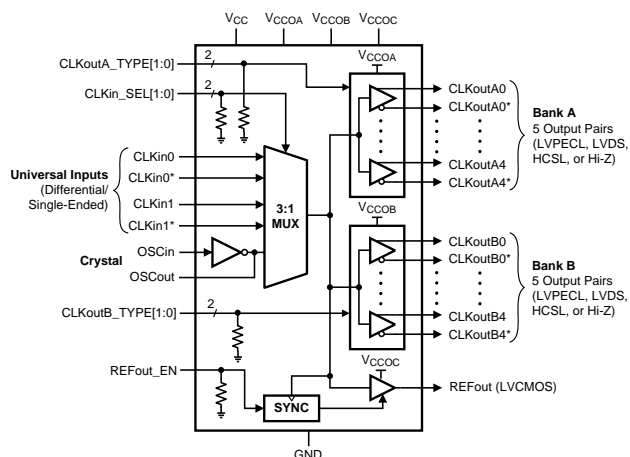 VCC VCCOA VCCOB VCCOC
CLKoutA_TYPE[1:0] 2
CLKin_SEL[1:0] 2
VCCOA
CLKoutA0
CLKoutA0*
CLKoutA4
CLKoutA4*
Bank A
5 Output Pairs
(LVPECL, LVDS,
HCSL, or Hi-Z)
Universal Inputs
(Differential/
Single-Ended)
CLKin0
CLKin0*
CLKin1
CLKin1*
3:1
MUX
Crystal
OSCin
OSCout
VCCOB
CLKoutB0
CLKoutB0*
CLKoutB4
CLKoutB4*
Bank B
5 Output Pairs
(LVPECL, LVDS,
HCSL, or Hi-Z)
CLKoutB_TYPE[1:0] 2
REFout_EN
SYNC
VCCOC
REFout (LVCMOS)
GND